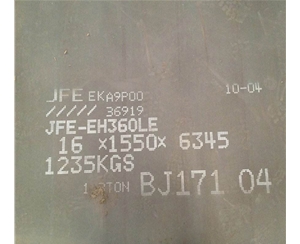 JFE EKA9P00 10-04
///// 36919
JFE-EH360LE
16 ×1550× 6345
1235KGS
BJ171 04